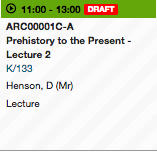 11:00 - 13:00 DRAFT
ARC00001C-A
Prehistory to the Present -
Lecture 2
K/133
Henson, D (Mr)
Lecture